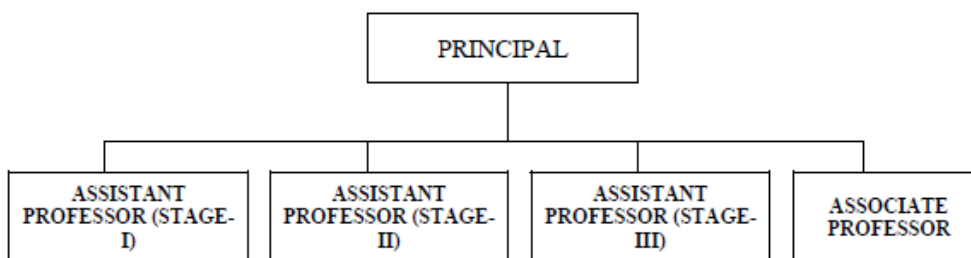 PRINCIPAL
ASSISTANT
PROFESSOR (STAGE-
I)
ASSISTANT
PROFESSOR (STAGE-
II)
ASSISTANT
PROFESSOR (STAGE-
III)
ASSOCIATE
PROFESSOR